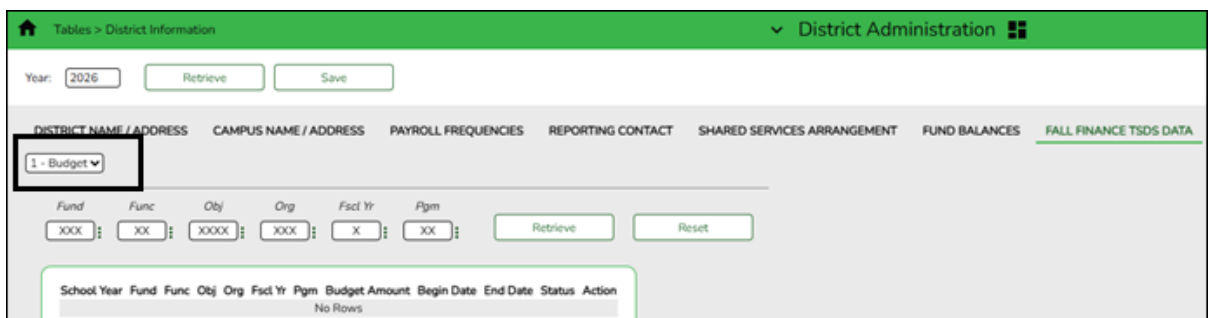 Tables > District Information
District Administration
Year: 2026 Retrieve Save
DISTRICT NAME / ADDRESS CAMPUS NAME / ADDRESS PAYROLL FREQUENCIES REPORTING CONTACT SHARED SERVICES ARRANGEMENT FUND BALANCES FALL FINANCE TSDS DATA
1 - Budget
Fund Func Obj Org Fscl Yr Pgm
XXX XX XXXX XXX X XX Retrieve Reset
School Year Fund Func Obj Org Fscl Yr Pgm Budget Amount Begin Date End Date Status Action
No Rows